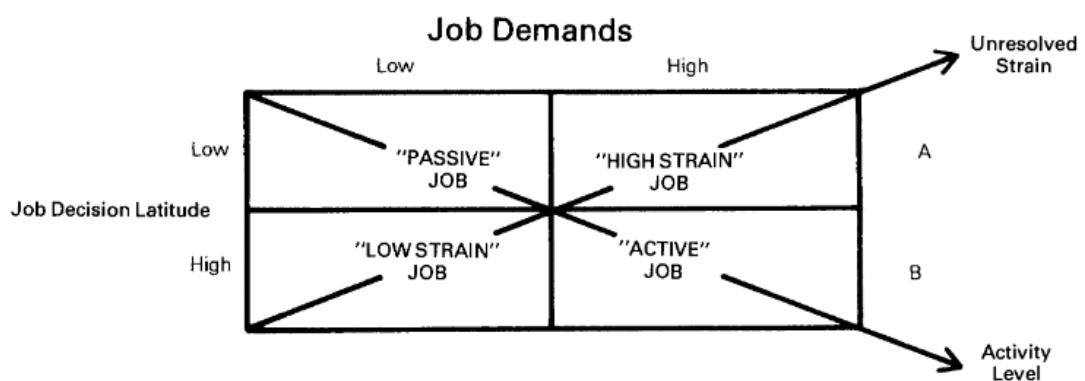 Job Demands
Unresolved
Strain
Low
High
Low
"PASSIVE"
JOB
"HIGH STRAIN"
JOB
A
Job Decision Latitude
High
"LOW STRAIN"
JOB
"ACTIVE"
JOB
B
Activity
Level